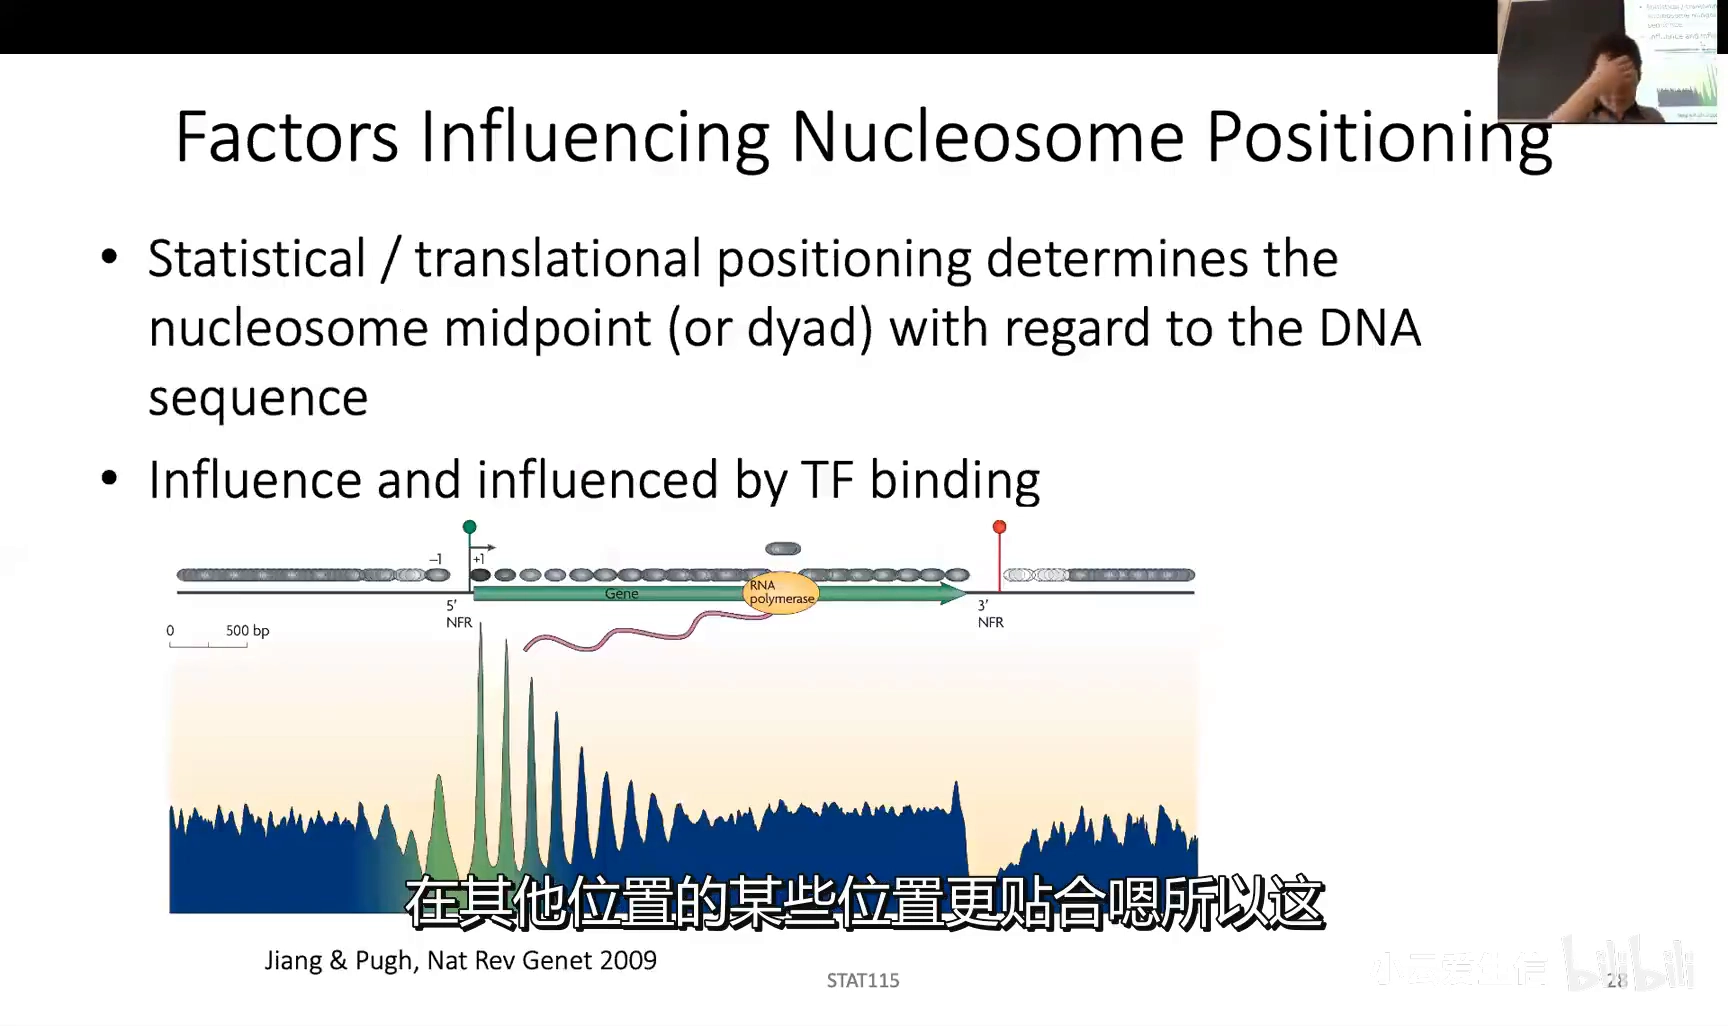 Factors Influencing Nucleosome Positioning
• Statistical / translational positioning determines the
nucleosome midpoint (or dyad) with regard to the DNA
sequence
• Influence and influenced by TF binding
−1
+1
Gene
RNA
polymerase
5′
NFR
3′
NFR
0 500 bp
在其他位置的某些位置更贴合嗯所以这
Jiang & Pugh, Nat Rev Genet 2009
STAT115
28
bilibili